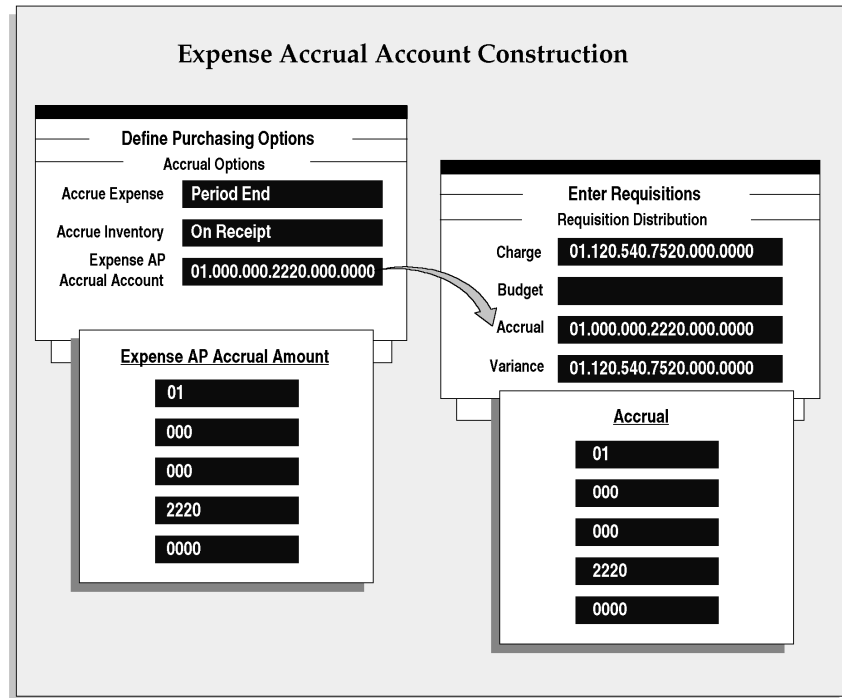 Expense Accrual Account Construction
Define Purchasing Options
Accrual Options
Accrue Expense Period End
Accrue Inventory On Receipt
Expense AP
Accrual Account 01.000.000.2220.000.0000
Expense AP Accrual Amount
01
000
000
2220
0000
Enter Requisitions
Requisition Distribution
Charge 01.120.540.7520.000.0000
Budget
Accrual 01.000.000.2220.000.0000
Variance 01.120.540.7520.000.0000
Accrual
01
000
000
2220
0000